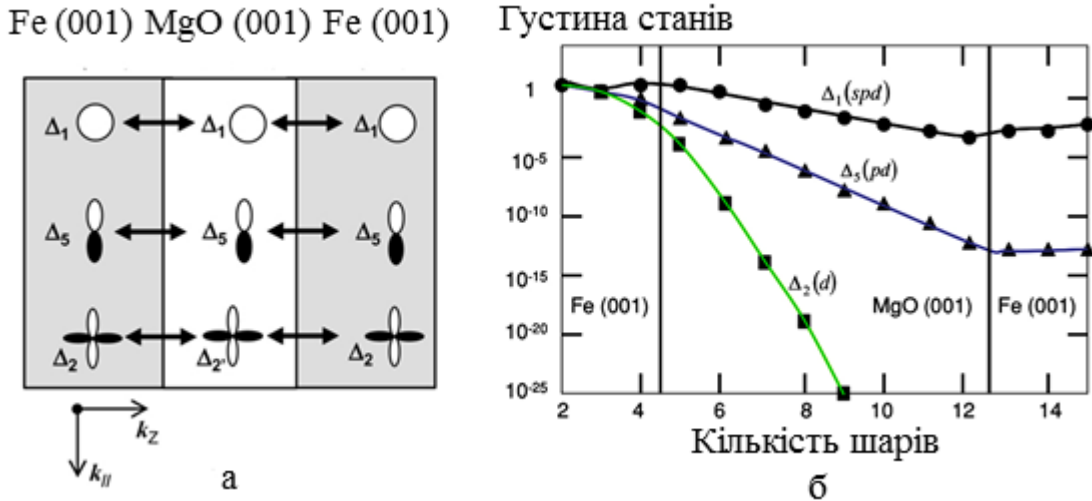 Fe (001) MgO (001) Fe (001)
Δ₁ Δ₁ Δ₁
Δ₅ Δ₅ Δ₅
Δ₂ Δ₂' Δ₂
k_Z
k_//
а
Густина станів
1
10⁻⁵
10⁻¹⁰
10⁻¹⁵
10⁻²⁰
10⁻²⁵
Δ₁(spd)
Δ₅(pd)
Δ₂(d)
Fe (001) MgO (001) Fe (001)
2 4 6 8 10 12 14
Кількість шарів
б